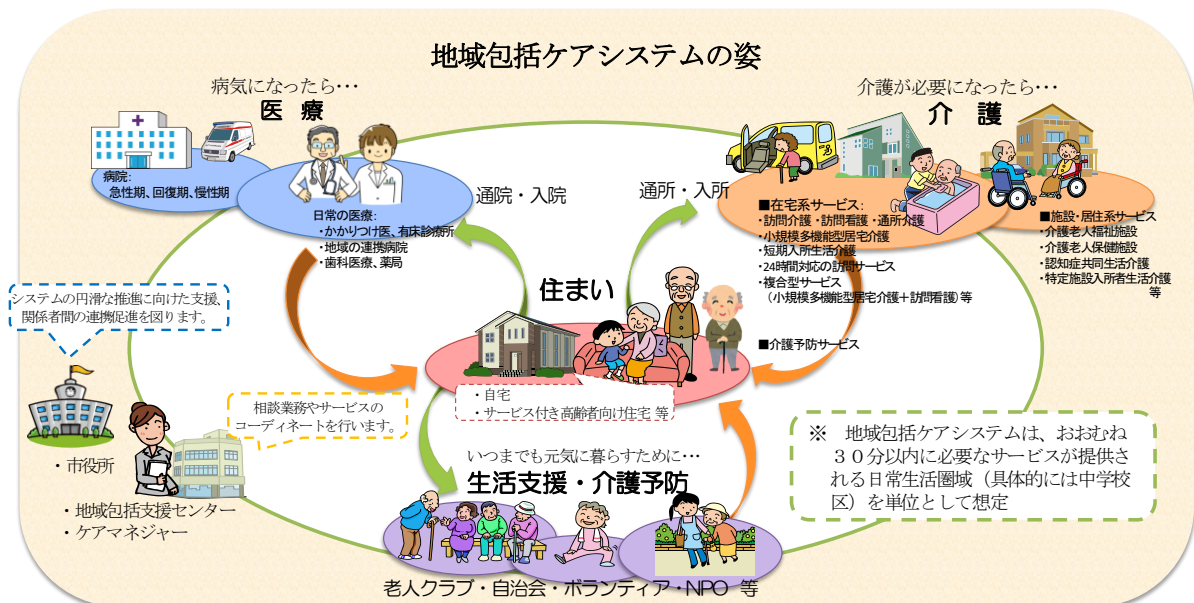 地域包括ケアシステムの姿
病気になったら･･･
医　療
病院:
急性期、回復期、慢性期
日常の医療:
・かかりつけ医、有床診療所
・地域の連携病院
・歯科医療、薬局
通院・入院
通所・入所
介護が必要になったら･･･
介　護
■在宅系サービス:
・訪問介護・訪問看護・通所介護
・小規模多機能型居宅介護
・短期入所生活介護
・24時間対応の訪問サービス
・複合型サービス
（小規模多機能型居宅介護＋訪問看護）等
■介護予防サービス
■施設・居住系サービス
・介護老人福祉施設
・介護老人保健施設
・認知症共同生活介護
・特定施設入所者生活介護
等
住まい
・自宅
・サービス付き高齢者向け住宅 等
システムの円滑な推進に向けた支援、
関係者間の連携促進を図ります。
・市役所
相談業務やサービスの
コーディネートを行います。
・地域包括支援センター
・ケアマネジャー
いつまでも元気に暮らすために･･･
生活支援・介護予防
老人クラブ・自治会・ボランティア・NPO 等
※　地域包括ケアシステムは、おおむね
３０分以内に必要なサービスが提供さ
れる日常生活圏域（具体的には中学校
区）を単位として想定